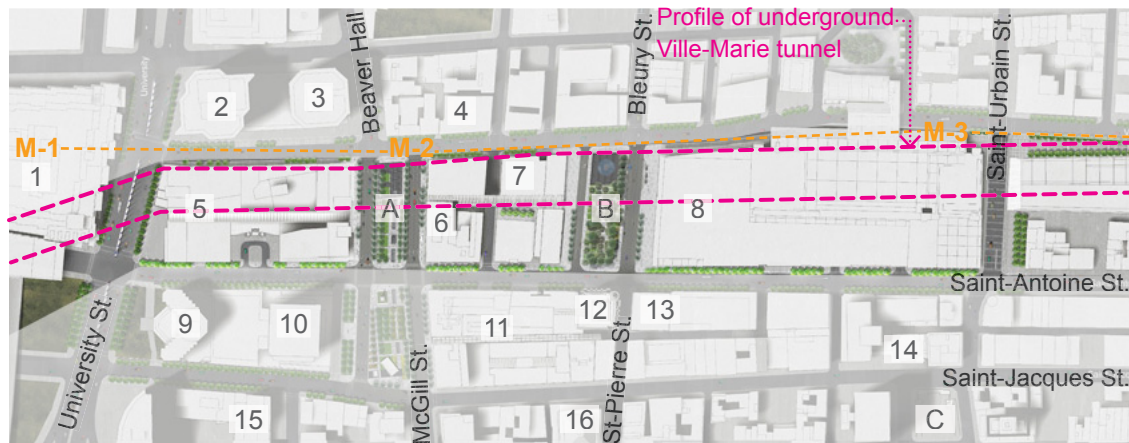 Profile of underground
Ville-Marie tunnel
Beaver Hall
Bleury St.
Saint-Urbain St.
University
2
3
4
M-1
M-2
M-3
1
7
5
A
6
B
8
Saint-Antoine St.
University St.
9
10
McGill St.
11
12
St-Pierre St.
13
14
Saint-Jacques St.
15
16
C